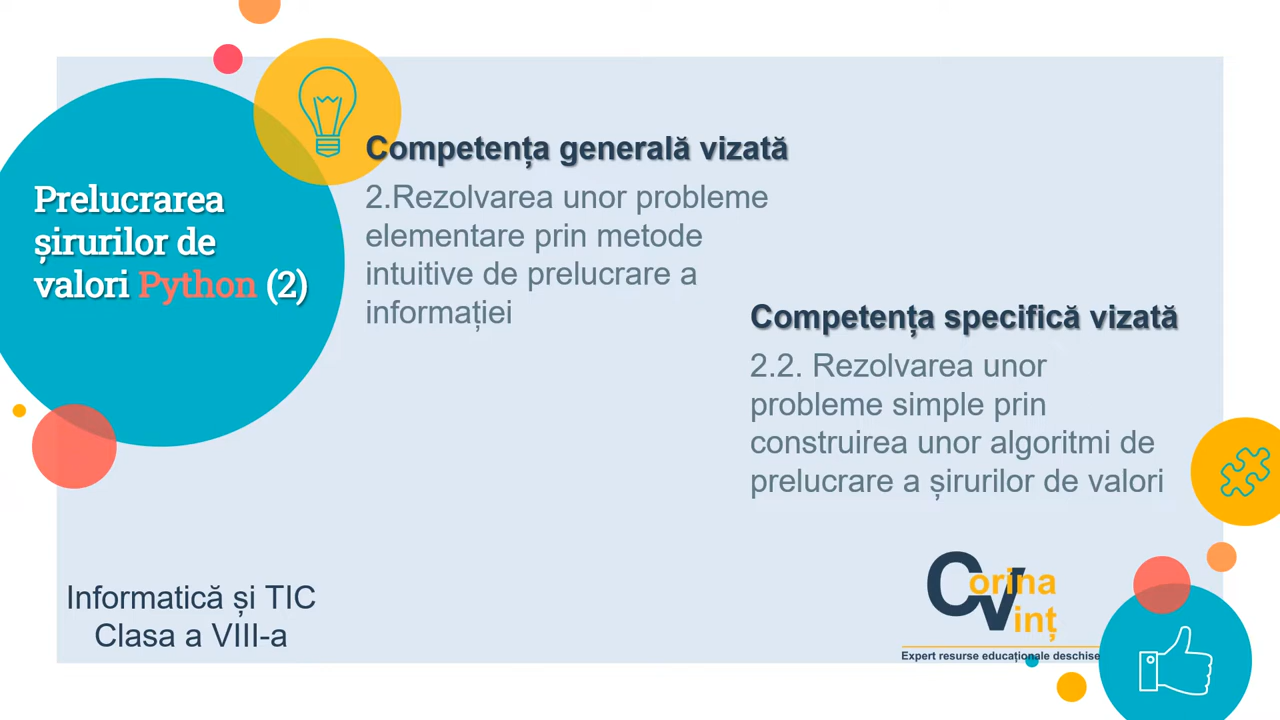 Prelucrarea
șirurilor de
valori Python (2)
Competența generală vizată
2.Rezolvarea unor probleme
elementare prin metode
intuitive de prelucrare a
informației
Competența specifică vizată
2.2. Rezolvarea unor
probleme simple prin
construirea unor algoritmi de
prelucrare a șirurilor de valori
Informatică și TIC
Clasa a VIII-a
Corina
Vinț
Expert resurse educaționale deschise